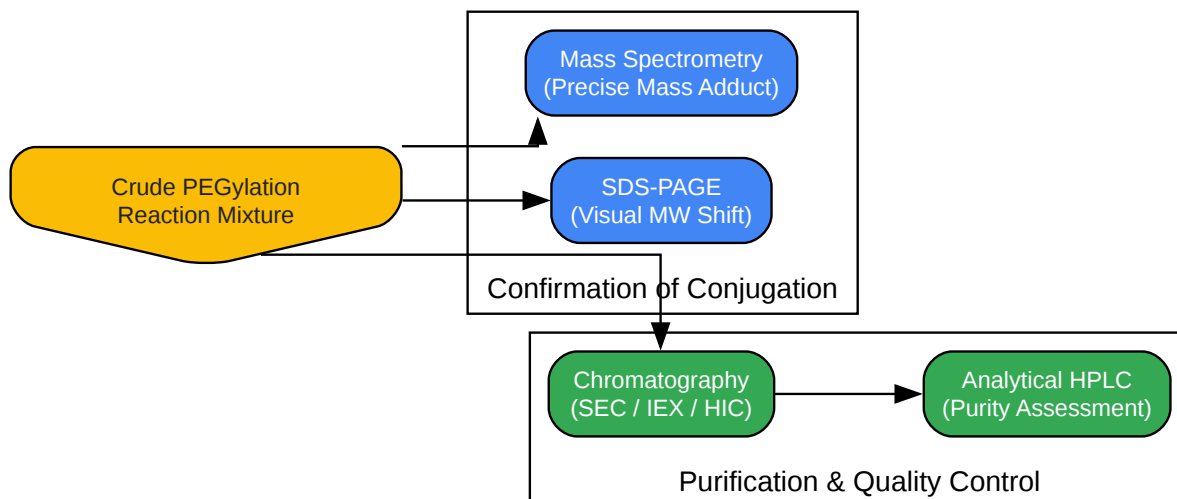 Mass Spectrometry
(Precise Mass Adduct)
Crude PEGylation
Reaction Mixture
SDS-PAGE
(Visual MW Shift)
Confirmation of Conjugation
Chromatography
(SEC / IEX / HIC)
Analytical HPLC
(Purity Assessment)
Purification & Quality Control